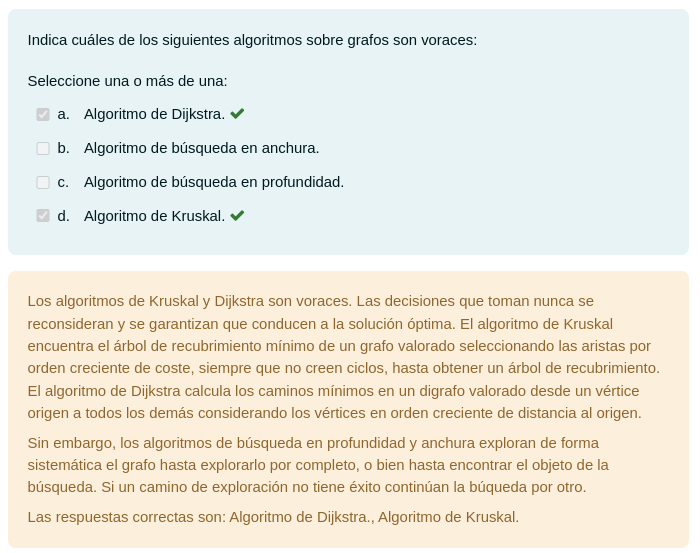 Indica cuáles de los siguientes algoritmos sobre grafos son voraces:
Seleccione una o más de una:
a. Algoritmo de Dijkstra.
b. Algoritmo de búsqueda en anchura.
c. Algoritmo de búsqueda en profundidad.
d. Algoritmo de Kruskal.
Los algoritmos de Kruskal y Dijkstra son voraces. Las decisiones que toman nunca se
reconsideran y se garantizan que conducen a la solución óptima. El algoritmo de Kruskal
encuentra el árbol de recubrimiento mínimo de un grafo valorado seleccionando las aristas por
orden creciente de coste, siempre que no creen ciclos, hasta obtener un árbol de recubrimiento.
El algoritmo de Dijkstra calcula los caminos mínimos en un digrafo valorado desde un vértice
origen a todos los demás considerando los vértices en orden creciente de distancia al origen.
Sin embargo, los algoritmos de búsqueda en profundidad y anchura exploran de forma
sistemática el grafo hasta explorarlo por completo, o bien hasta encontrar el objeto de la
búsqueda. Si un camino de exploración no tiene éxito continúan la búqueda por otro.
Las respuestas correctas son: Algoritmo de Dijkstra., Algoritmo de Kruskal.